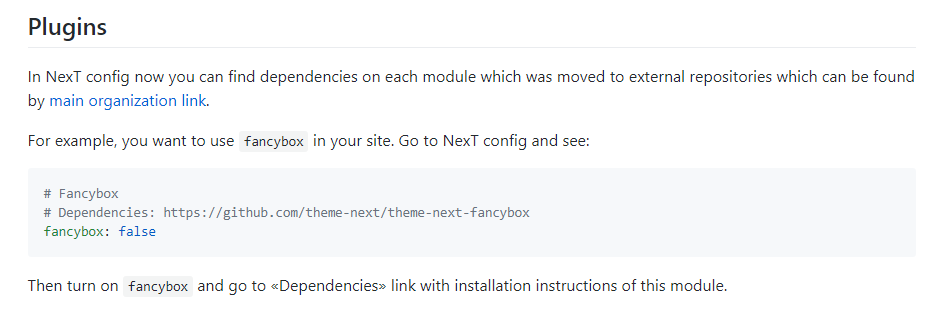 Plugins
In NexT config now you can find dependencies on each module which was moved to external repositories which can be found
by main organization link.
For example, you want to use fancybox in your site. Go to NexT config and see:
# Fancybox
# Dependencies: https://github.com/theme-next/theme-next-fancybox
fancybox: false
Then turn on fancybox and go to «Dependencies» link with installation instructions of this module.